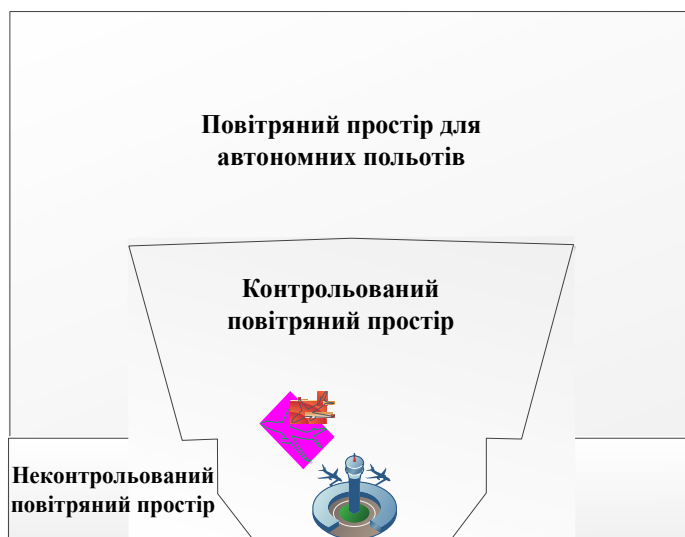 Повітряний простір для
автономних польотів
Контрольований
повітряний простір
Неконтрольований
повітряний простір